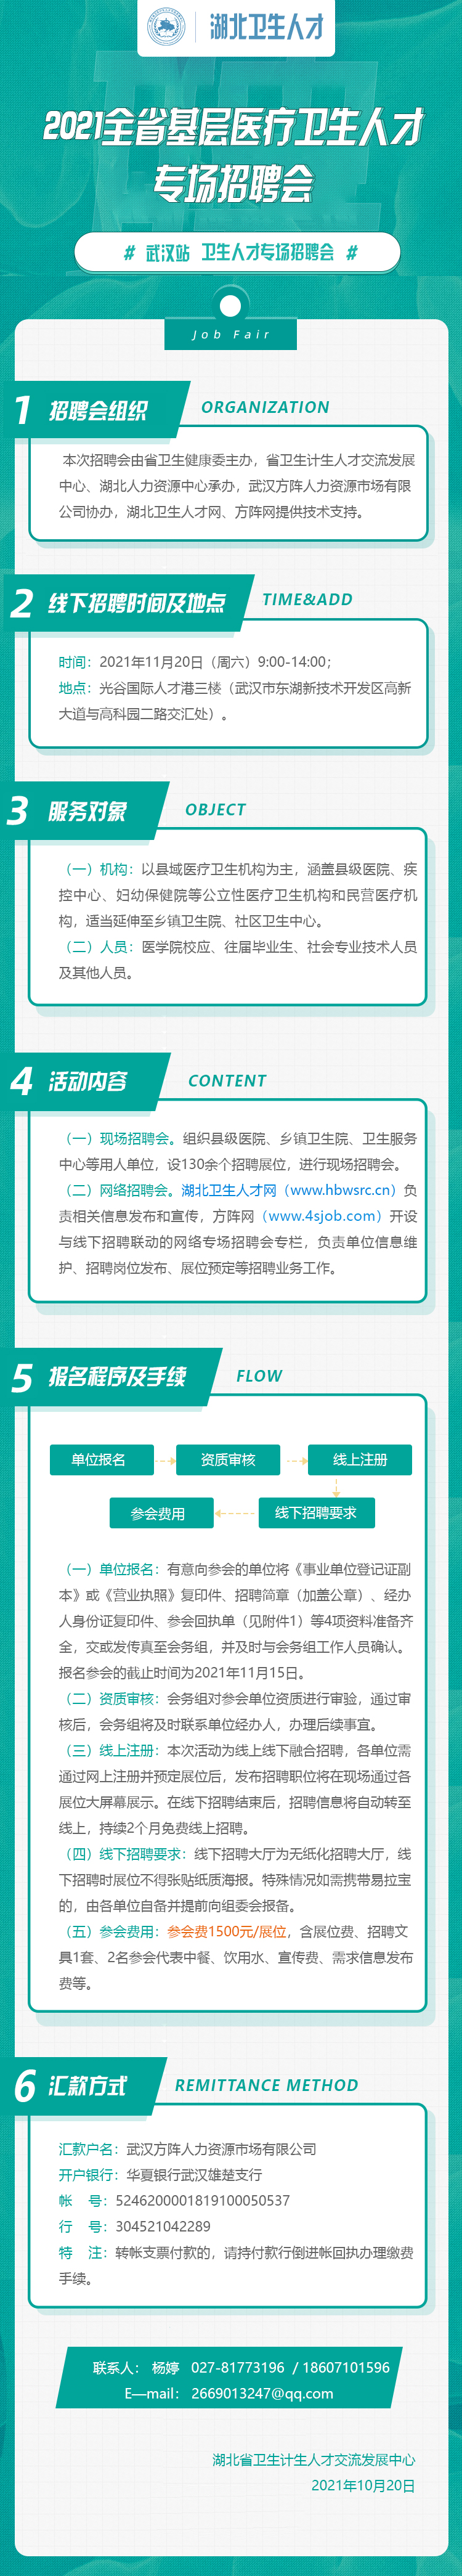 湖北卫生人才
2021全省基层医疗卫生人才
专场招聘会
# 武汉站 卫生人才专场招聘会 #
Job Fair
1 招聘会组织 ORGANIZATION
本次招聘会由省卫生健康委主办，省卫生计生人才交流发展
中心、湖北人力资源中心承办，武汉方阵人力资源市场有限
公司协办，湖北卫生人才网、方阵网提供技术支持。
2 线下招聘时间及地点 TIME&ADD
时间：2021年11月20日（周六）9:00-14:00；
地点：光谷国际人才港三楼（武汉市东湖新技术开发区高新
大道与高科园二路交汇处）。
3 服务对象 OBJECT
（一）机构：以县域医疗卫生机构为主，涵盖县级医院、疾
控中心、妇幼保健院等公立性医疗卫生机构和民营医疗机
构，适当延伸至乡镇卫生院、社区卫生中心。
（二）人员：医学院校应、往届毕业生、社会专业技术人员
及其他人员。
4 活动内容 CONTENT
（一）现场招聘会。组织县级医院、乡镇卫生院、卫生服务
中心等用人单位，设130余个招聘展位，进行现场招聘会。
（二）网络招聘会。湖北卫生人才网（www.hbwsrc.cn）负
责相关信息发布和宣传，方阵网（www.4sjob.com）开设
与线下招聘联动的网络专场招聘会专栏，负责单位信息维
护、招聘岗位发布、展位预定等招聘业务工作。
5 报名程序及手续 FLOW
单位报名 资质审核 线上注册
参会费用 线下招聘要求
（一）单位报名：有意向参会的单位将《事业单位登记证副
本》或《营业执照》复印件、招聘简章（加盖公章）、经办
人身份证复印件、参会回执单（见附件1）等4项资料准备齐
全，交或发传真至会务组，并及时与会务组工作人员确认。
报名参会的截止时间为2021年11月15日。
（二）资质审核：会务组对参会单位资质进行审验，通过审
核后，会务组将及时联系单位经办人，办理后续事宜。
（三）线上注册：本次活动为线上线下融合招聘，各单位需
通过网上注册并预定展位后，发布招聘职位将在现场通过各
展位大屏幕展示。在线下招聘结束后，招聘信息将自动转至
线上，持续2个月免费线上招聘。
（四）线下招聘要求：线下招聘大厅为无纸化招聘大厅，线
下招聘时展位不得张贴纸质海报。特殊情况如需携带易拉宝
的，由各单位自备并提前向组委会报备。
（五）参会费用：参会费1500元/展位，含展位费、招聘文
具1套、2名参会代表中餐、饮用水、宣传费、需求信息发布
费等。
6 汇款方式 REMITTANCE METHOD
汇款户名：武汉方阵人力资源市场有限公司
开户银行：华夏银行武汉雄楚支行
帐 号：5246200001819100050537
行 号：304521042289
特 注：转帐支票付款的，请持付款行倒进帐回执办理缴费
手续。
联系人： 杨婷 027-81773196 / 18607101596
E—mail： 2669013247@qq.com
湖北省卫生计生人才交流发展中心
2021年10月20日